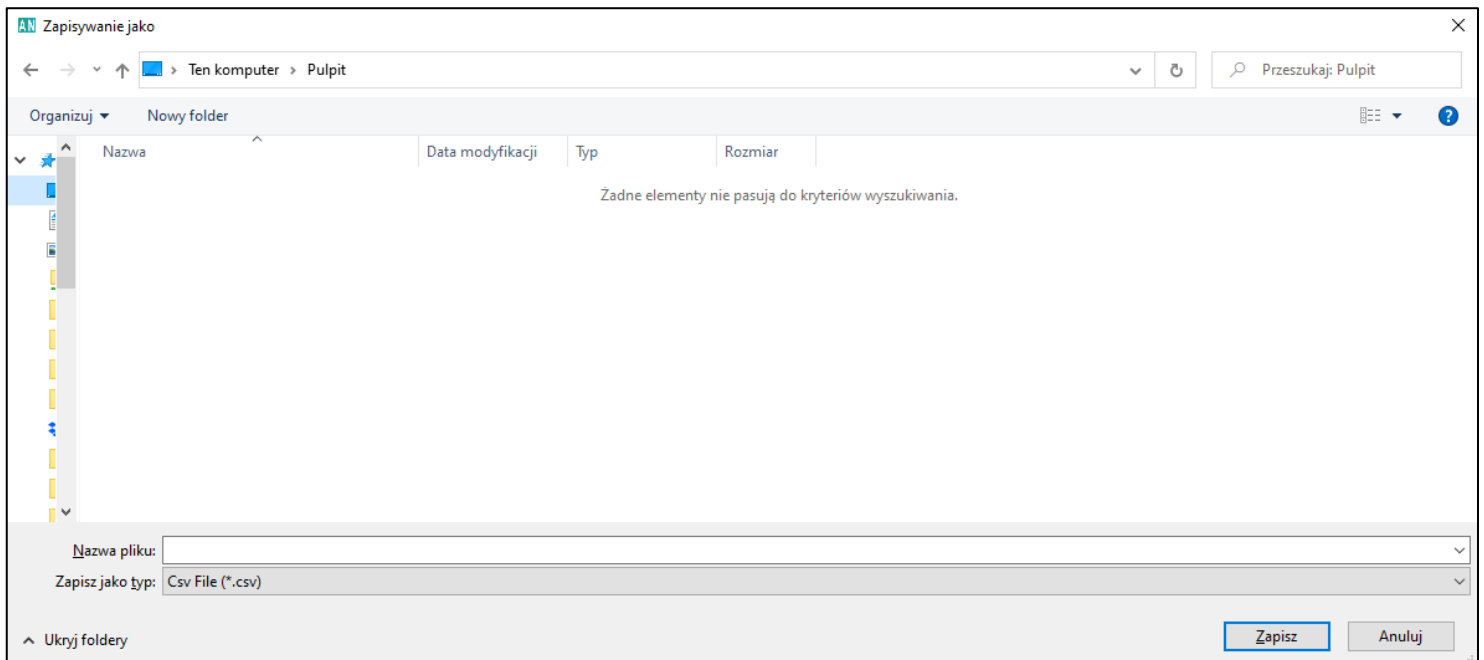 AN Zapisywanie jako
Ten komputer > Pulpit
Przeszukaj: Pulpit
Organizuj Nowy folder
?
Nazwa Data modyfikacji Typ Rozmiar
Żadne elementy nie pasują do kryteriów wyszukiwania.
Nazwa pliku:
Zapisz jako typ: Csv File (*.csv)
Ukryj foldery Zapisz Anuluj